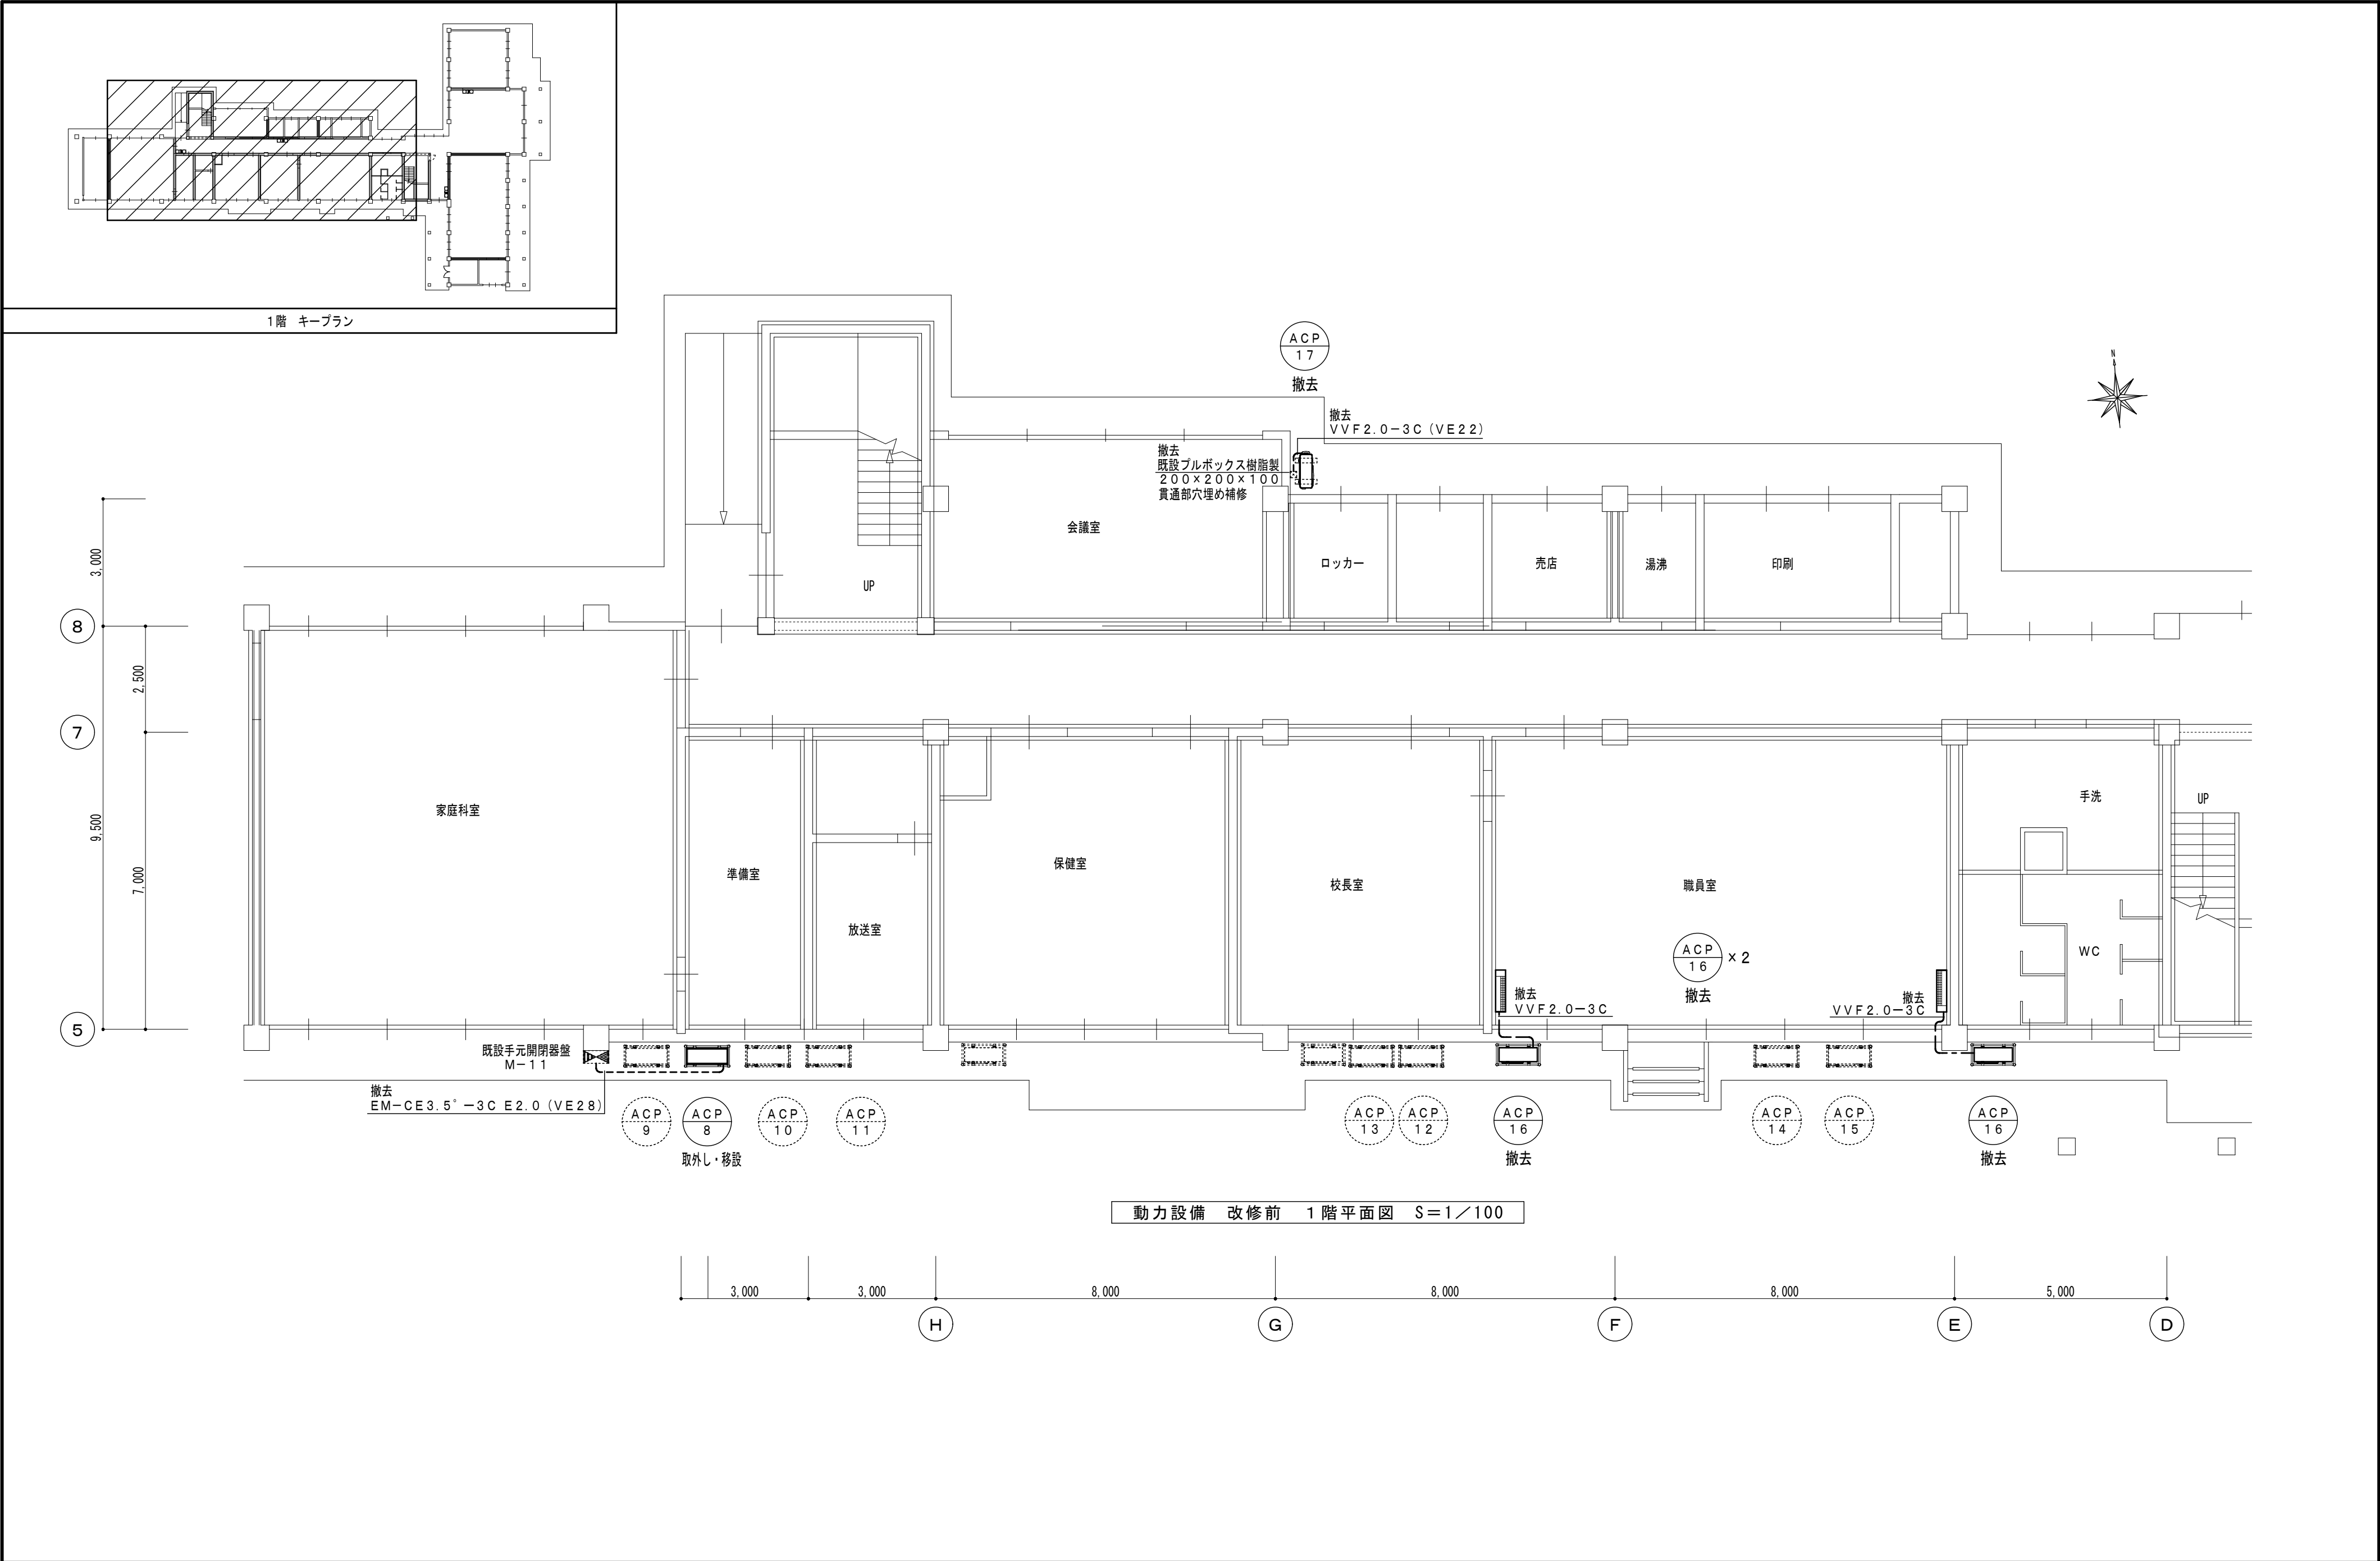 1階 キープラン
ACP
17
撤去
N
撤去
VVF2.0-3C(VE22)
撤去
既設プルボックス樹脂製
200×200×100
貫通部穴埋め補修
会議室
ロッカー
売店
湯沸
印刷
UP
3,000
8
2,500
7
9,500
7,000
5
家庭科室
準備室
放送室
保健室
校長室
職員室
手洗
UP
WC
ACP
16
×2
撤去
撤去
VVF2.0-3C
撤去
VVF2.0-3C
既設手元開閉器盤
M-11
撤去
EM-CE3.5゜-3C E2.0(VE28)
ACP
9
ACP
8
取外し・移設
ACP
10
ACP
11
ACP
13
ACP
12
ACP
16
撤去
ACP
14
ACP
15
ACP
16
撤去
動力設備 改修前 1階平面図 S=1/100
3,000
3,000
8,000
8,000
8,000
5,000
H
G
F
E
D